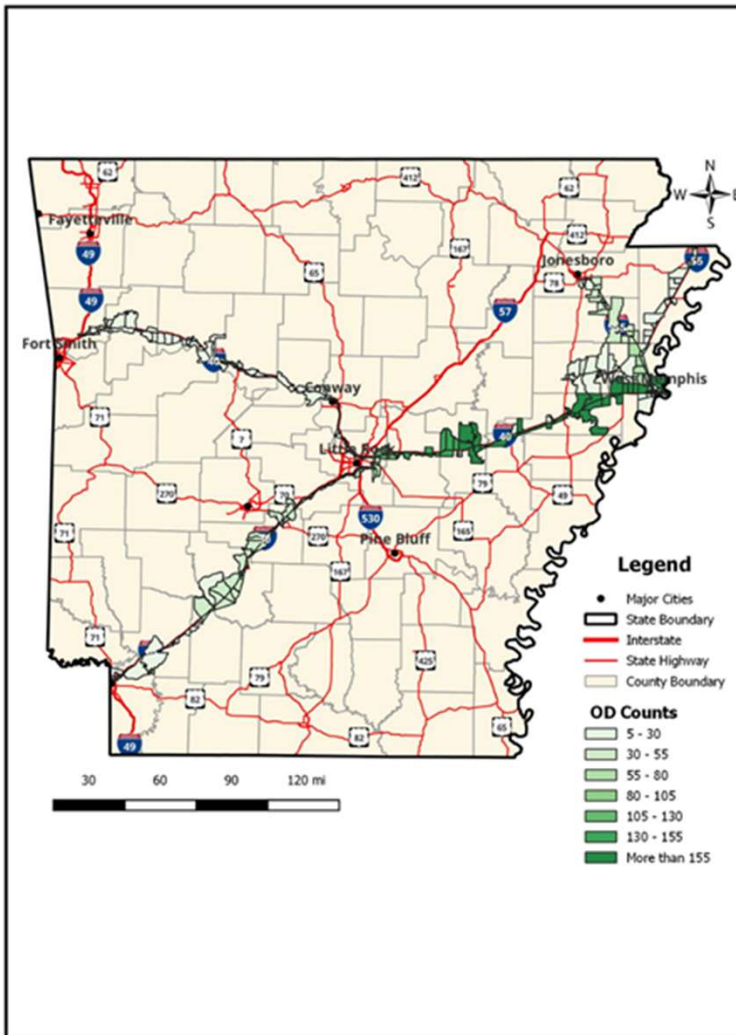 62
412
N
W E
S
62
Fayetteville
167
412
49
65
Jonesboro
55
78
49
57
Fort Smith
Conway
West Memphis
71
7
Little Rock
40
79
270
70
49
71
530
270
165
Pine Bluff
167
Legend
Major Cities
71
State Boundary
Interstate
425
State Highway
79
County Boundary
82
65
OD Counts
82
49
5 - 30
30 - 55
30 60 90 120 mi
55 - 80
80 - 105
105 - 130
130 - 155
More than 155